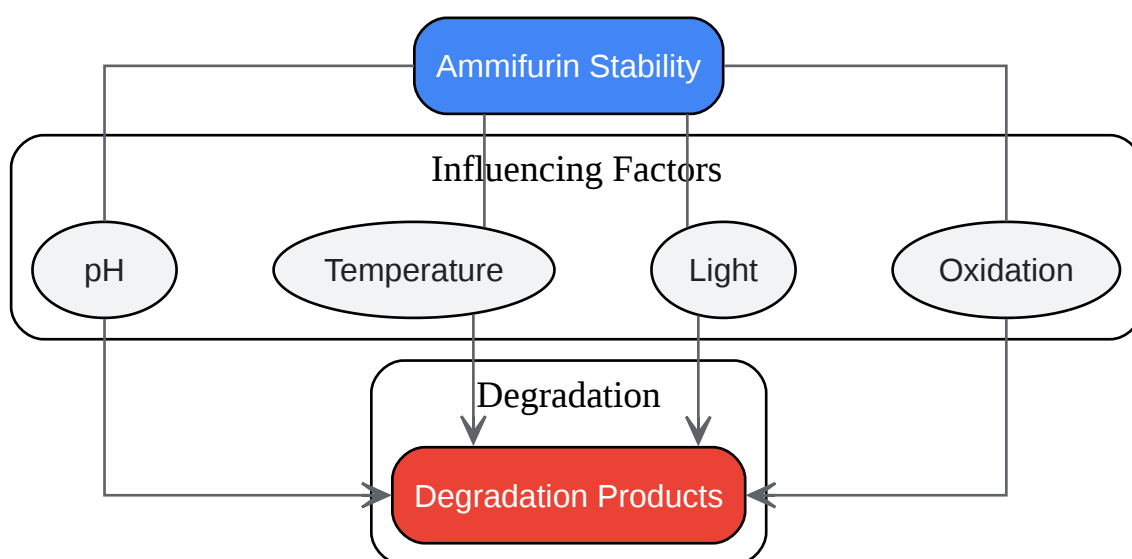 Ammifurin Stability
Influencing Factors
pH
Temperature
Light
Oxidation
Degradation
Degradation Products